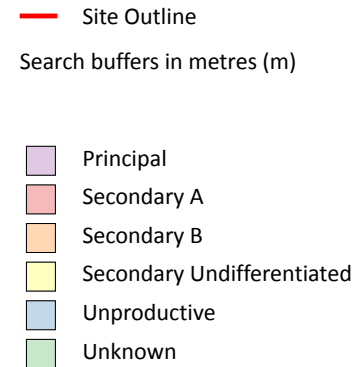 Site Outline
Search buffers in metres (m)
Principal
Secondary A
Secondary B
Secondary Undifferentiated
Unproductive
Unknown